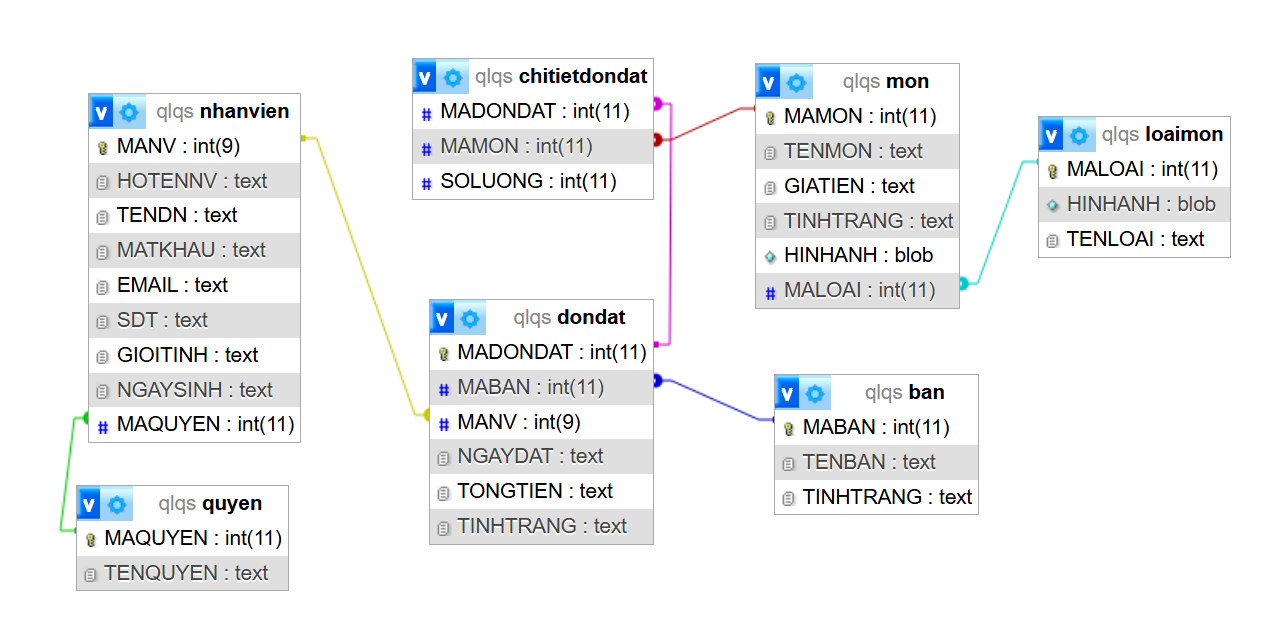 v qlqs nhanvien
MANV : int(9)
HOTENNV : text
TENDN : text
MATKHAU : text
EMAIL : text
SDT : text
GIOITINH : text
NGAYSINH : text
# MAQUYEN : int(11)
v qlqs quyen
MAQUYEN : int(11)
TENQUYEN : text
v qlqs chitietdondat
# MADONDAT : int(11)
# MAMON : int(11)
# SOLUONG : int(11)
v qlqs dondat
MADONDAT : int(11)
# MABAN : int(11)
# MANV : int(9)
NGAYDAT : text
TONGTIEN : text
TINHTRANG : text
v qlqs mon
MAMON : int(11)
TENMON : text
GIATIEN : text
TINHTRANG : text
HINHANH : blob
# MALOAI : int(11)
v qlqs ban
MABAN : int(11)
TENBAN : text
TINHTRANG : text
v qlqs loaimon
MALOAI : int(11)
HINHANH : blob
TENLOAI : text